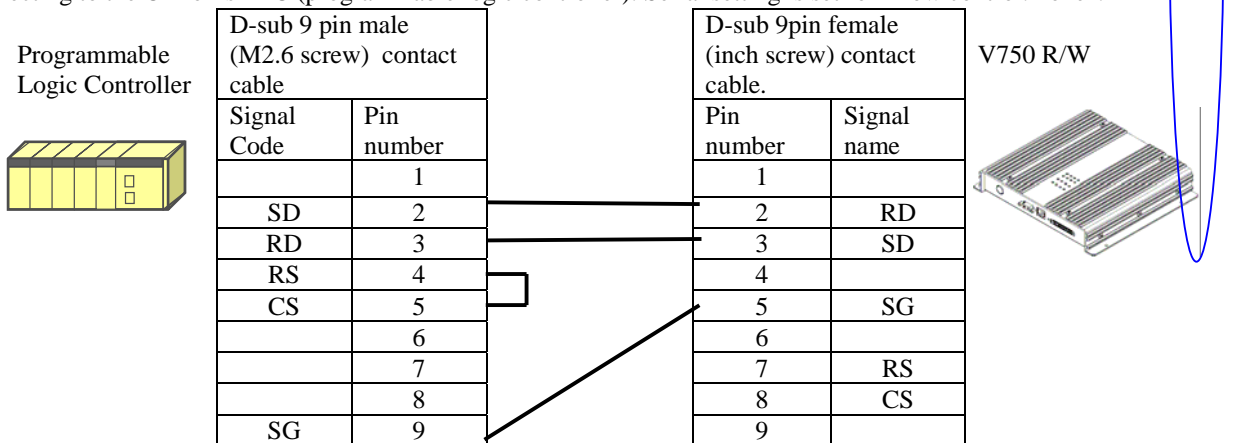 Programmable
Logic Controller
D-sub 9 pin male
(M2.6 screw) contact
cable
D-sub 9pin female
(inch screw) contact
cable.
V750 R/W
Signal Code Pin number Pin number Signal name
1 1
SD 2 2 RD
RD 3 3 SD
RS 4 4
CS 5 5 SG
6 6
7 7 RS
8 8 CS
SG 9 9